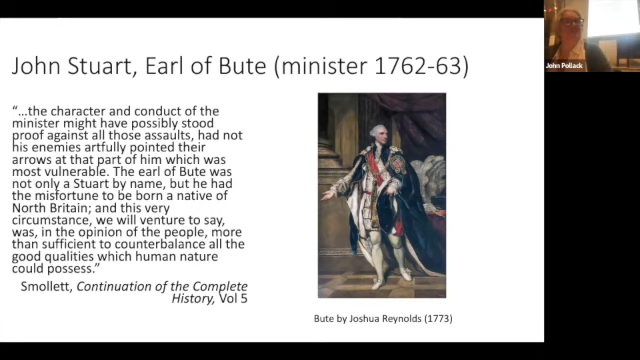 John Stuart, Earl of Bute (minister 1762-63)
“…the character and conduct of the
minister might have possibly stood
proof against all those assaults, had not
his enemies artfully pointed their
arrows at that part of him which was
most vulnerable. The earl of Bute was
not only a Stuart by name, but he had
the misfortune to be born a native of
North Britain; and this very
circumstance, we will venture to say,
was, in the opinion of the people, more
than sufficient to counterbalance all the
good qualities which human nature
could possess.”
Smollett, Continuation of the Complete
History, Vol 5
Bute by Joshua Reynolds (1773)
John Pollack